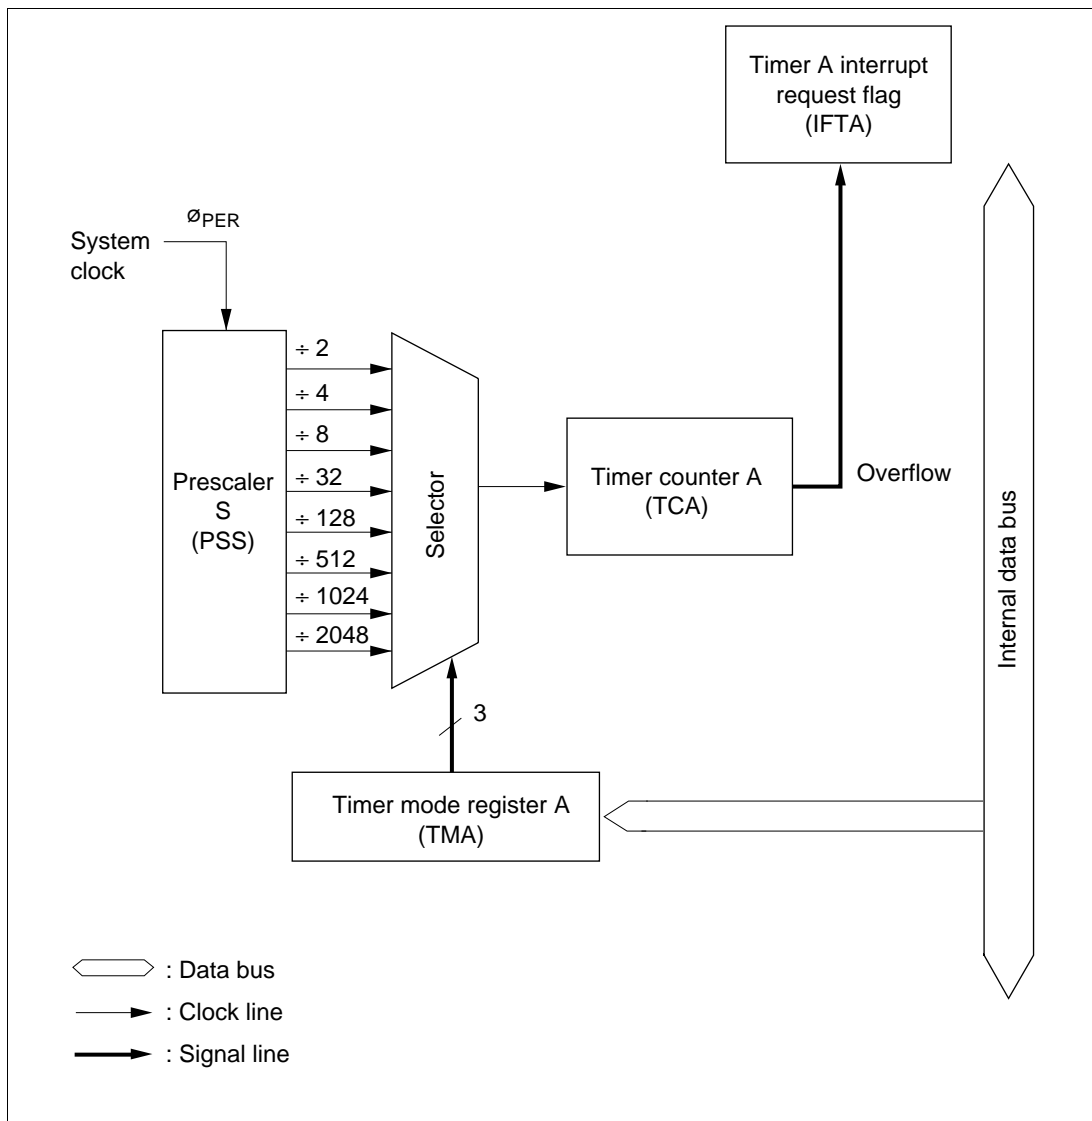 Timer A interrupt
request flag
(IFTA)
øPER
System
clock
÷ 2
÷ 4
÷ 8
÷ 32
÷ 128
÷ 512
÷ 1024
÷ 2048
Prescaler
S
(PSS)
Selector
Timer counter A
(TCA)
Overflow
Internal data bus
3
Timer mode register A
(TMA)
: Data bus
: Clock line
: Signal line